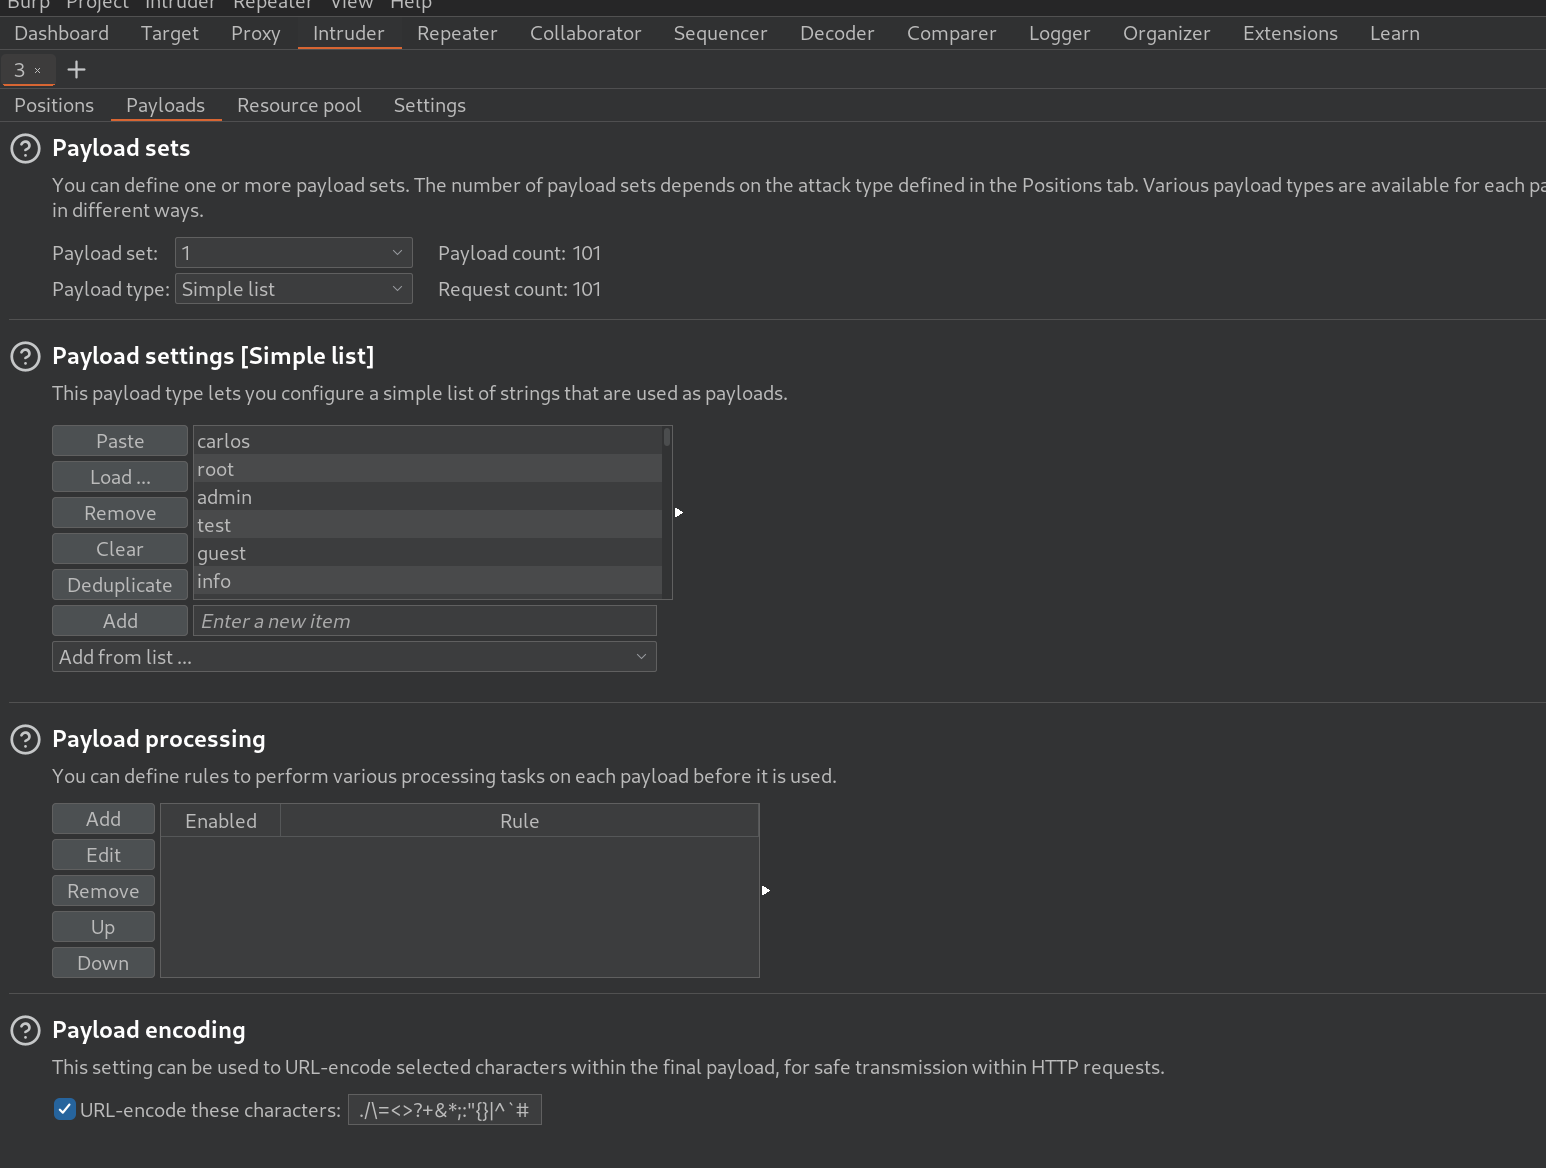 Burp Project Intruder Repeater View Help
Dashboard Target Proxy Intruder Repeater Collaborator Sequencer Decoder Comparer Logger Organizer Extensions Learn
3 × +
Positions Payloads Resource pool Settings
? Payload sets
You can define one or more payload sets. The number of payload sets depends on the attack type defined in the Positions tab. Various payload types are available for each
in different ways.
Payload set: 1 Payload count: 101
Payload type: Simple list Request count: 101
? Payload settings [Simple list]
This payload type lets you configure a simple list of strings that are used as payloads.
Paste
Load ...
Remove
Clear
Deduplicate
carlos
root
admin
test
guest
info
Add Enter a new item
Add from list ...
? Payload processing
You can define rules to perform various processing tasks on each payload before it is used.
Add
Edit
Remove
Up
Down
Enabled Rule
? Payload encoding
This setting can be used to URL-encode selected characters within the final payload, for safe transmission within HTTP requests.
URL-encode these characters: ./\=<>?+&*;:"{}|^`#